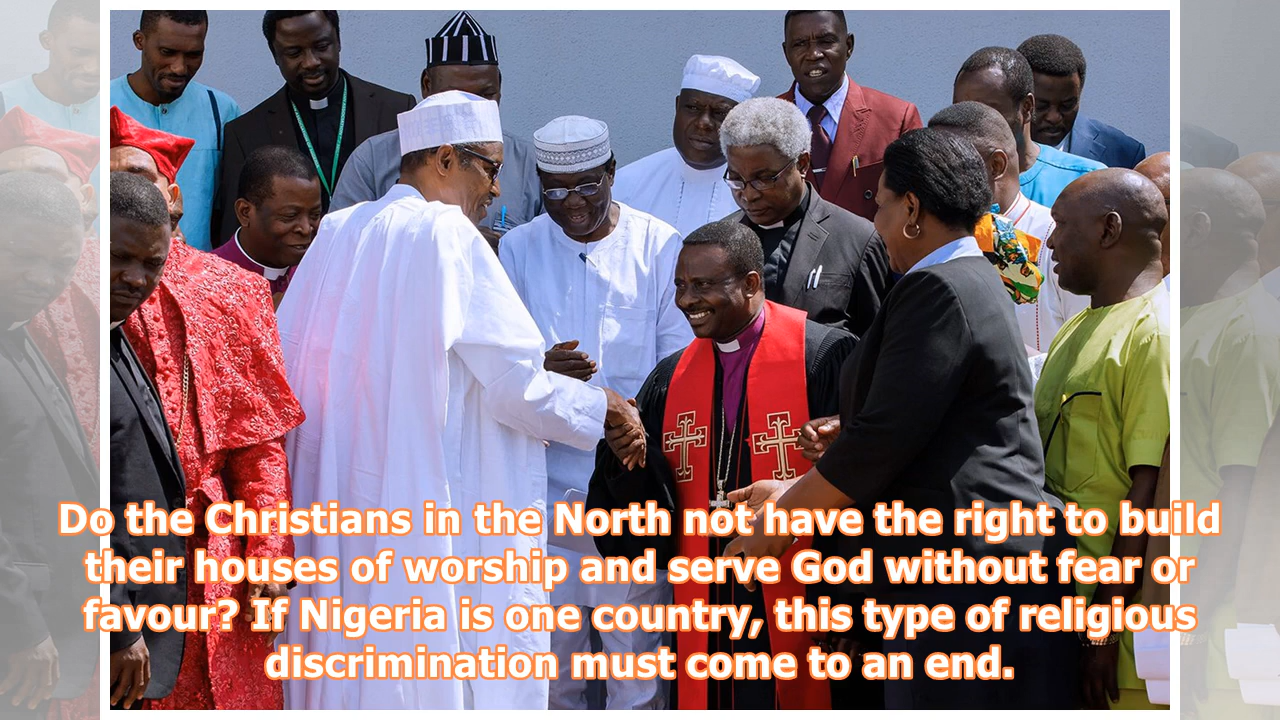 Do the Christians in the North not have the right to build
their houses of worship and serve God without fear or
favour? If Nigeria is one country, this type of religious
discrimination must come to an end.